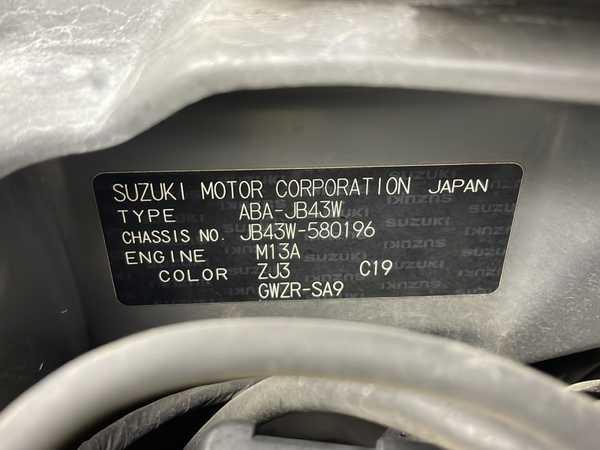 SUZUKI MOTOR CORPORATION JAPAN
TYPE ABA-JB43W
CHASSIS NO. JB43W-580196
ENGINE M13A
COLOR ZJ3 C19
GWZR-SA9